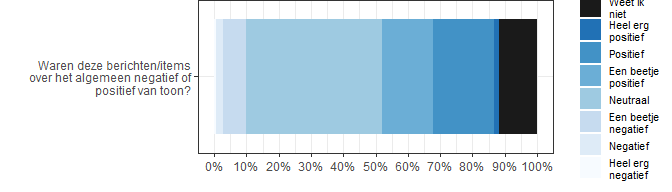 Waren deze berichten/items
over het algemeen negatief of
positief van toon?
0% 10% 20% 30% 40% 50% 60% 70% 80% 90% 100%
Weet ik
niet
Heel erg
positief
Positief
Een beetje
positief
Neutraal
Een beetje
negatief
Negatief
Heel erg
negatief